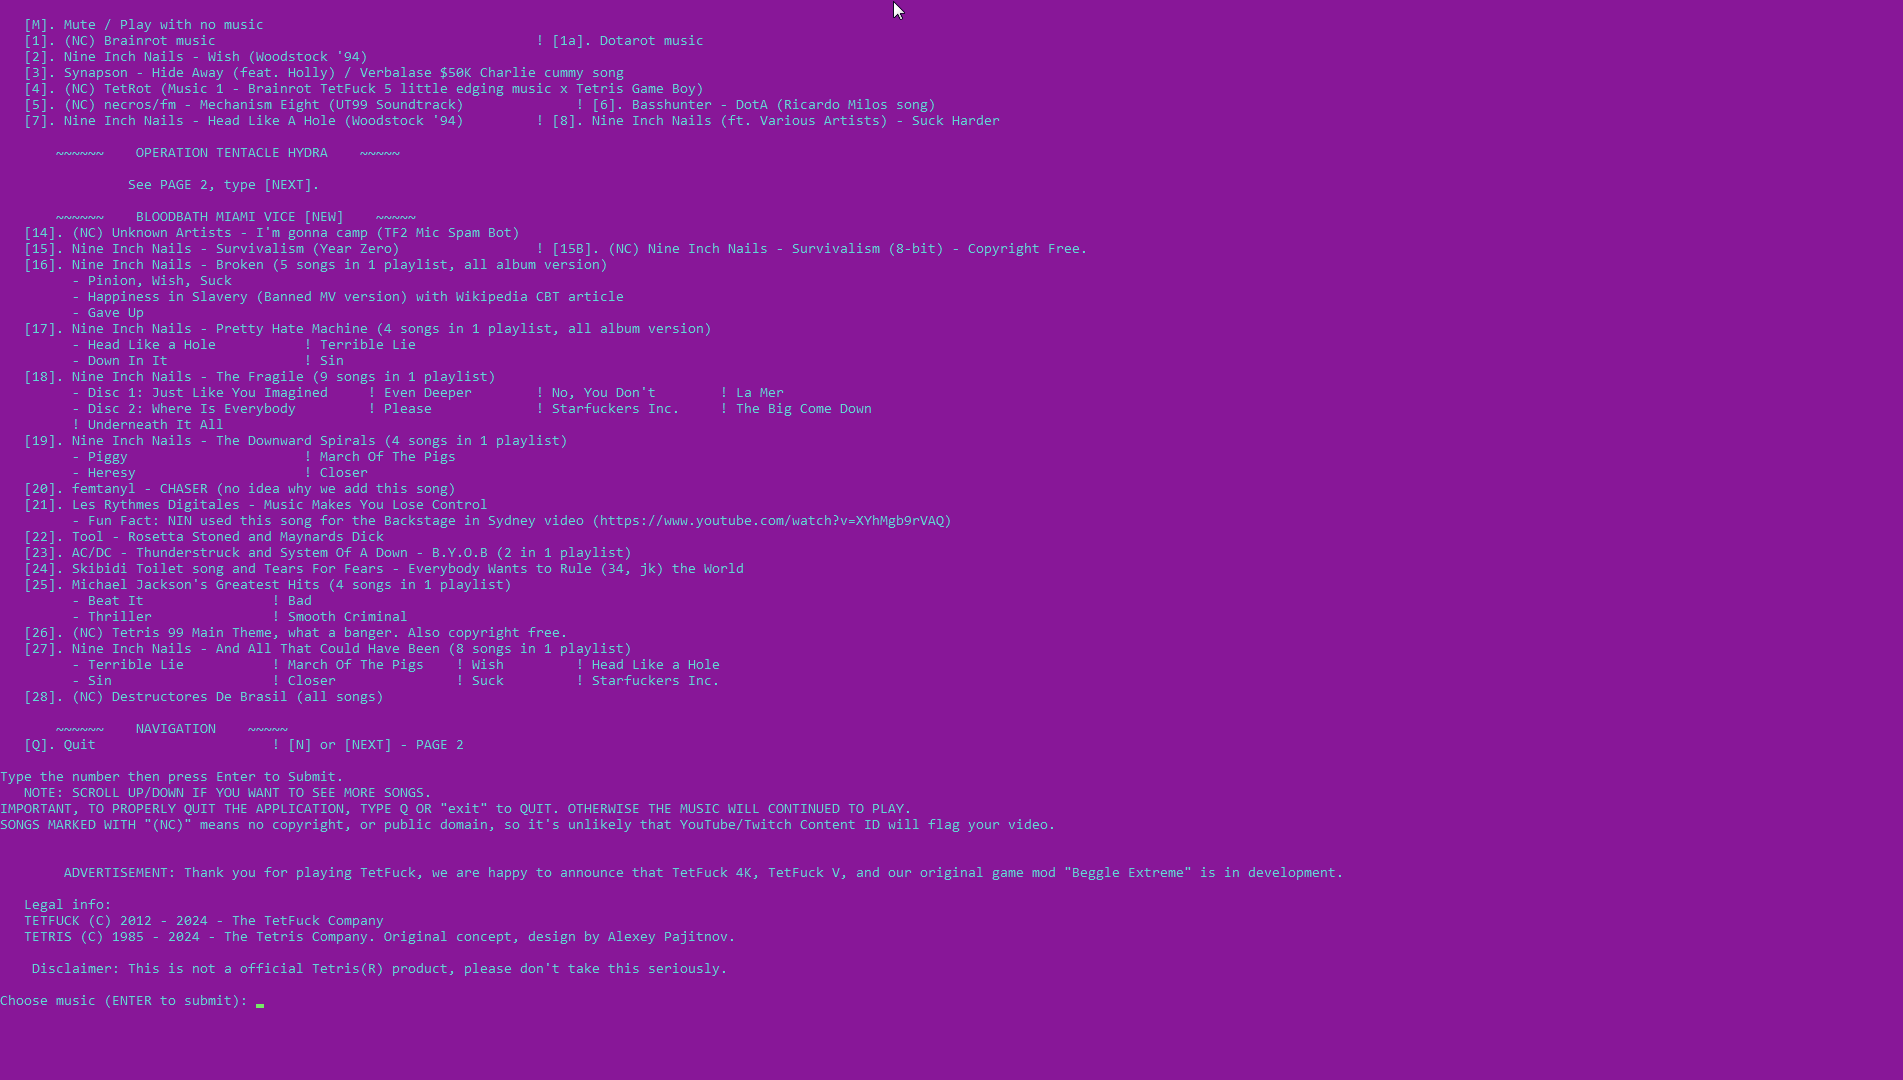 [M]. Mute / Play with no music
[1]. (NC) Brainrot music ! [1a]. Dotarot music
[2]. Nine Inch Nails - Wish (Woodstock '94)
[3]. Synapson - Hide Away (feat. Holly) / Verbalase $50K Charlie cummy song
[4]. (NC) TetRot (Music 1 - Brainrot TetFuck 5 little edging music x Tetris Game Boy)
[5]. (NC) necros/fm - Mechanism Eight (UT99 Soundtrack) ! [6]. Basshunter - DotA (Ricardo Milos song)
[7]. Nine Inch Nails - Head Like A Hole (Woodstock '94) ! [8]. Nine Inch Nails (ft. Various Artists) - Suck Harder
~~~~~~ OPERATION TENTACLE HYDRA ~~~~~
See PAGE 2, type [NEXT].
~~~~~~ BLOODBATH MIAMI VICE [NEW] ~~~~~
[14]. (NC) Unknown Artists - I'm gonna camp (TF2 Mic Spam Bot)
[15]. Nine Inch Nails - Survivalism (Year Zero) ! [15B]. (NC) Nine Inch Nails - Survivalism (8-bit) - Copyright Free.
[16]. Nine Inch Nails - Broken (5 songs in 1 playlist, all album version)
- Pinion, Wish, Suck
- Happiness in Slavery (Banned MV version) with Wikipedia CBT article
- Gave Up
[17]. Nine Inch Nails - Pretty Hate Machine (4 songs in 1 playlist, all album version)
- Head Like a Hole ! Terrible Lie
- Down In It ! Sin
[18]. Nine Inch Nails - The Fragile (9 songs in 1 playlist)
- Disc 1: Just Like You Imagined ! Even Deeper ! No, You Don't ! La Mer
- Disc 2: Where Is Everybody ! Please ! Starfuckers Inc. ! The Big Come Down
! Underneath It All
[19]. Nine Inch Nails - The Downward Spirals (4 songs in 1 playlist)
- Piggy ! March Of The Pigs
- Heresy ! Closer
[20]. femtanyl - CHASER (no idea why we add this song)
[21]. Les Rythmes Digitales - Music Makes You Lose Control
- Fun Fact: NIN used this song for the Backstage in Sydney video (https://www.youtube.com/watch?v=XYhMgb9rVAQ)
[22]. Tool - Rosetta Stoned and Maynards Dick
[23]. AC/DC - Thunderstruck and System Of A Down - B.Y.O.B (2 in 1 playlist)
[24]. Skibidi Toilet song and Tears For Fears - Everybody Wants to Rule (34, jk) the World
[25]. Michael Jackson's Greatest Hits (4 songs in 1 playlist)
- Beat It ! Bad
- Thriller ! Smooth Criminal
[26]. (NC) Tetris 99 Main Theme, what a banger. Also copyright free.
[27]. Nine Inch Nails - And All That Could Have Been (8 songs in 1 playlist)
- Terrible Lie ! March Of The Pigs ! Wish ! Head Like a Hole
- Sin ! Closer ! Suck ! Starfuckers Inc.
[28]. (NC) Destructores De Brasil (all songs)
~~~~~~ NAVIGATION ~~~~~
[Q]. Quit ! [N] or [NEXT] - PAGE 2
Type the number then press Enter to Submit.
NOTE: SCROLL UP/DOWN IF YOU WANT TO SEE MORE SONGS.
IMPORTANT, TO PROPERLY QUIT THE APPLICATION, TYPE Q OR "exit" to QUIT. OTHERWISE THE MUSIC WILL CONTINUED TO PLAY.
SONGS MARKED WITH "(NC)" means no copyright, or public domain, so it's unlikely that YouTube/Twitch Content ID will flag your video.
ADVERTISEMENT: Thank you for playing TetFuck, we are happy to announce that TetFuck 4K, TetFuck V, and our original game mod "Beggle Extreme" is in development.
Legal info:
TETFUCK (C) 2012 - 2024 - The TetFuck Company
TETRIS (C) 1985 - 2024 - The Tetris Company. Original concept, design by Alexey Pajitnov.
Disclaimer: This is not a official Tetris(R) product, please don't take this seriously.
Choose music (ENTER to submit):